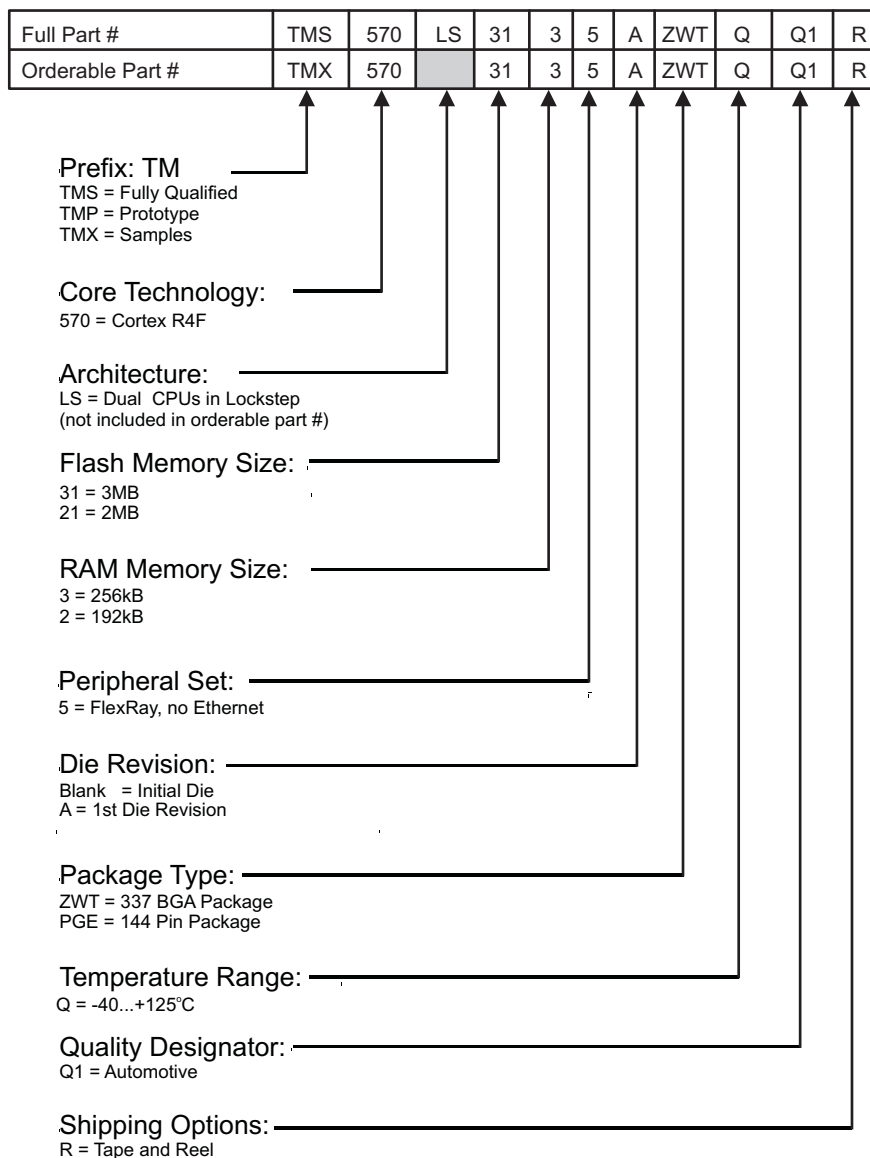 Full Part # TMS 570 LS 31 3 5 A ZWT Q Q1 R
Orderable Part # TMX 570 31 3 5 A ZWT Q Q1 R
Prefix: TM
TMS = Fully Qualified
TMP = Prototype
TMX = Samples
Core Technology:
570 = Cortex R4F
Architecture:
LS = Dual CPUs in Lockstep
(not included in orderable part #)
Flash Memory Size:
31 = 3MB
21 = 2MB
RAM Memory Size:
3 = 256kB
2 = 192kB
Peripheral Set:
5 = FlexRay, no Ethernet
Die Revision:
Blank = Initial Die
A = 1st Die Revision
Package Type:
ZWT = 337 BGA Package
PGE = 144 Pin Package
Temperature Range:
Q = -40...+125°C
Quality Designator:
Q1 = Automotive
Shipping Options:
R = Tape and Reel